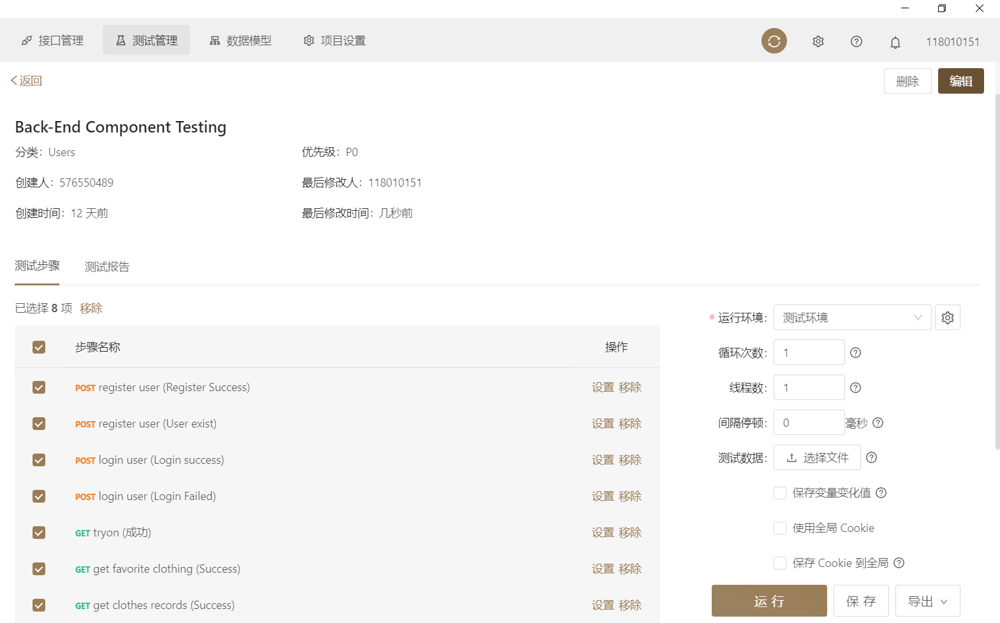 接口管理 测试管理 数据模型 项目设置 118010151
返回 删除 编辑
Back-End Component Testing
分类：Users 优先级：P0
创建人：576550489 最后修改人：118010151
创建时间：12 天前 最后修改时间：几秒前
测试步骤 测试报告
已选择 8 项 移除
步骤名称 操作
POST register user (Register Success) 设置 移除
POST register user (User exist) 设置 移除
POST login user (Login success) 设置 移除
POST login user (Login Failed) 设置 移除
GET tryon (成功) 设置 移除
GET get favorite clothing (Success) 设置 移除
GET get clothes records (Success) 设置 移除
* 运行环境: 测试环境
循环次数: 1
线程数: 1
间隔停顿: 0 毫秒
测试数据: 选择文件
保存变量变化值
使用全局 Cookie
保存 Cookie 到全局
运 行 保 存 导出